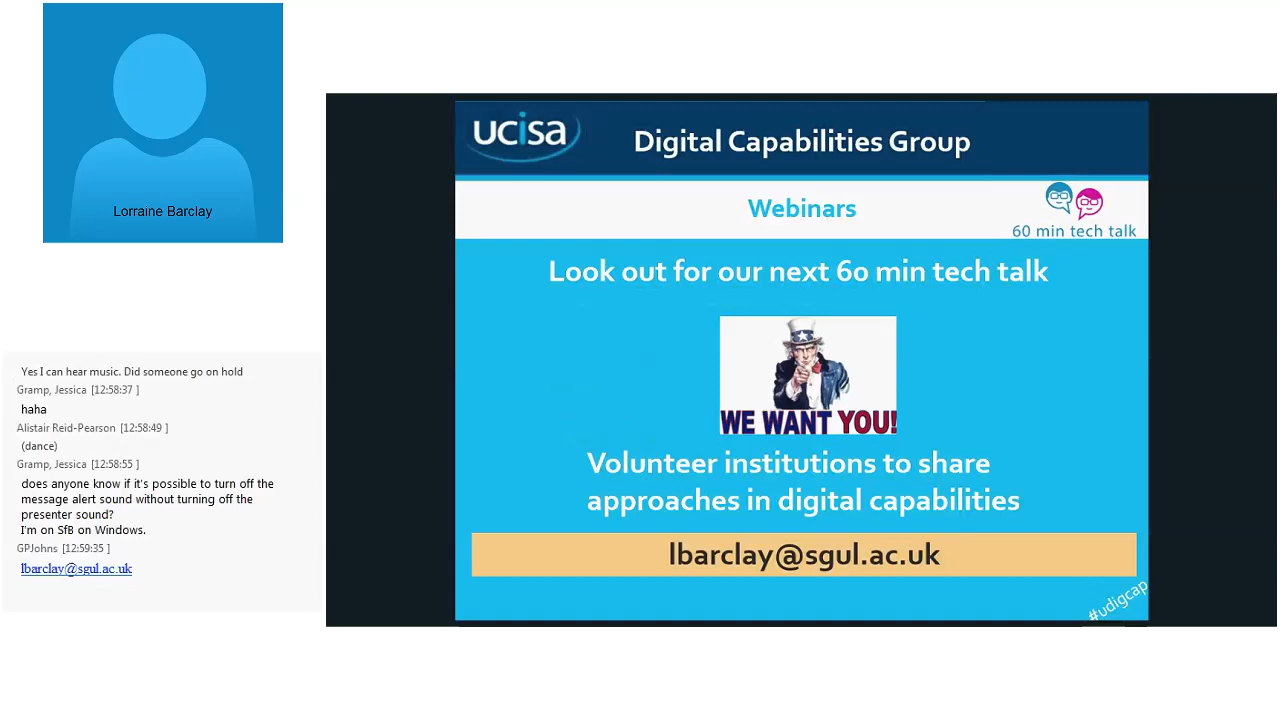 Lorraine Barclay
Yes I can hear music. Did someone go on hold
Gramp, Jessica [12:58:37 ]
haha
Alistair Reid-Pearson [12:58:49 ]
(dance)
Gramp, Jessica [12:58:55 ]
does anyone know if it's possible to turn off the
message alert sound without turning off the
presenter sound?
I'm on SfB on Windows.
GPJohns [12:59:35 ]
lbarclay@sgul.ac.uk
ucisa
Digital Capabilities Group
Webinars
60 min tech talk
Look out for our next 60 min tech talk
WE WANT YOU!
Volunteer institutions to share
approaches in digital capabilities
lbarclay@sgul.ac.uk
#udigcap